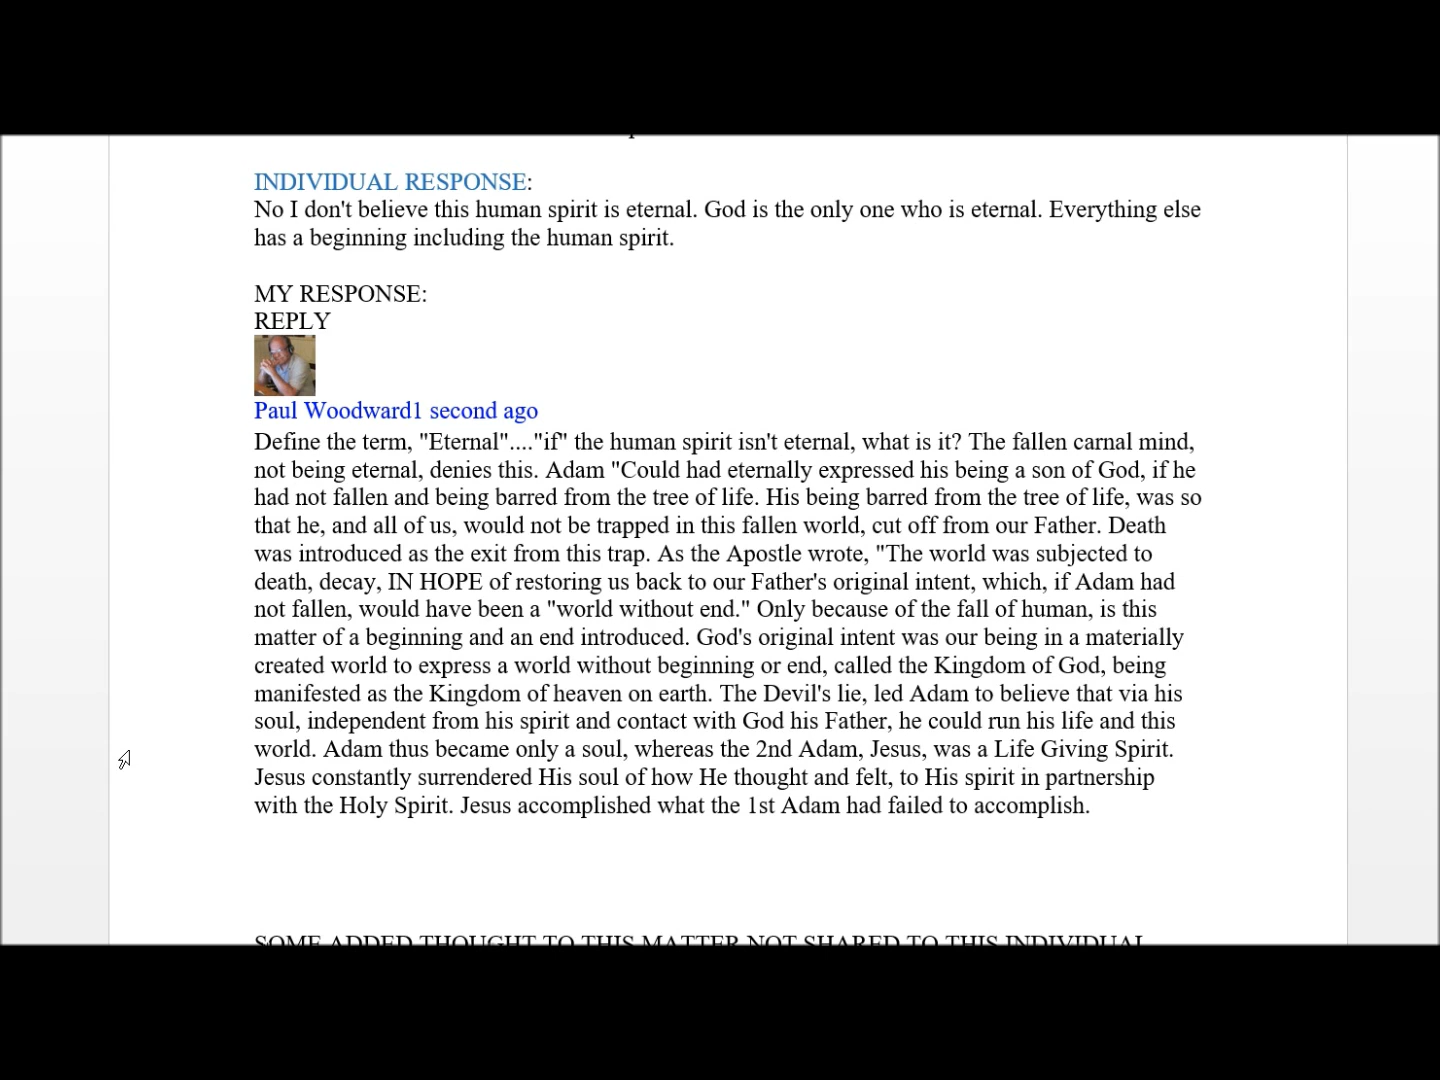 INDIVIDUAL RESPONSE:
No I don't believe this human spirit is eternal. God is the only one who is eternal. Everything else
has a beginning including the human spirit.
MY RESPONSE:
REPLY
Paul Woodward1 second ago
Define the term, "Eternal"...."if" the human spirit isn't eternal, what is it? The fallen carnal mind,
not being eternal, denies this. Adam "Could had eternally expressed his being a son of God, if he
had not fallen and being barred from the tree of life. His being barred from the tree of life, was so
that he, and all of us, would not be trapped in this fallen world, cut off from our Father. Death
was introduced as the exit from this trap. As the Apostle wrote, "The world was subjected to
death, decay, IN HOPE of restoring us back to our Father's original intent, which, if Adam had
not fallen, would have been a "world without end." Only because of the fall of human, is this
matter of a beginning and an end introduced. God's original intent was our being in a materially
created world to express a world without beginning or end, called the Kingdom of God, being
manifested as the Kingdom of heaven on earth. The Devil's lie, led Adam to believe that via his
soul, independent from his spirit and contact with God his Father, he could run his life and this
world. Adam thus became only a soul, whereas the 2nd Adam, Jesus, was a Life Giving Spirit.
Jesus constantly surrendered His soul of how He thought and felt, to His spirit in partnership
with the Holy Spirit. Jesus accomplished what the 1st Adam had failed to accomplish.
SOME ADDED THOUGHT TO THIS MATTER NOT SHARED TO THIS INDIVIDUAL